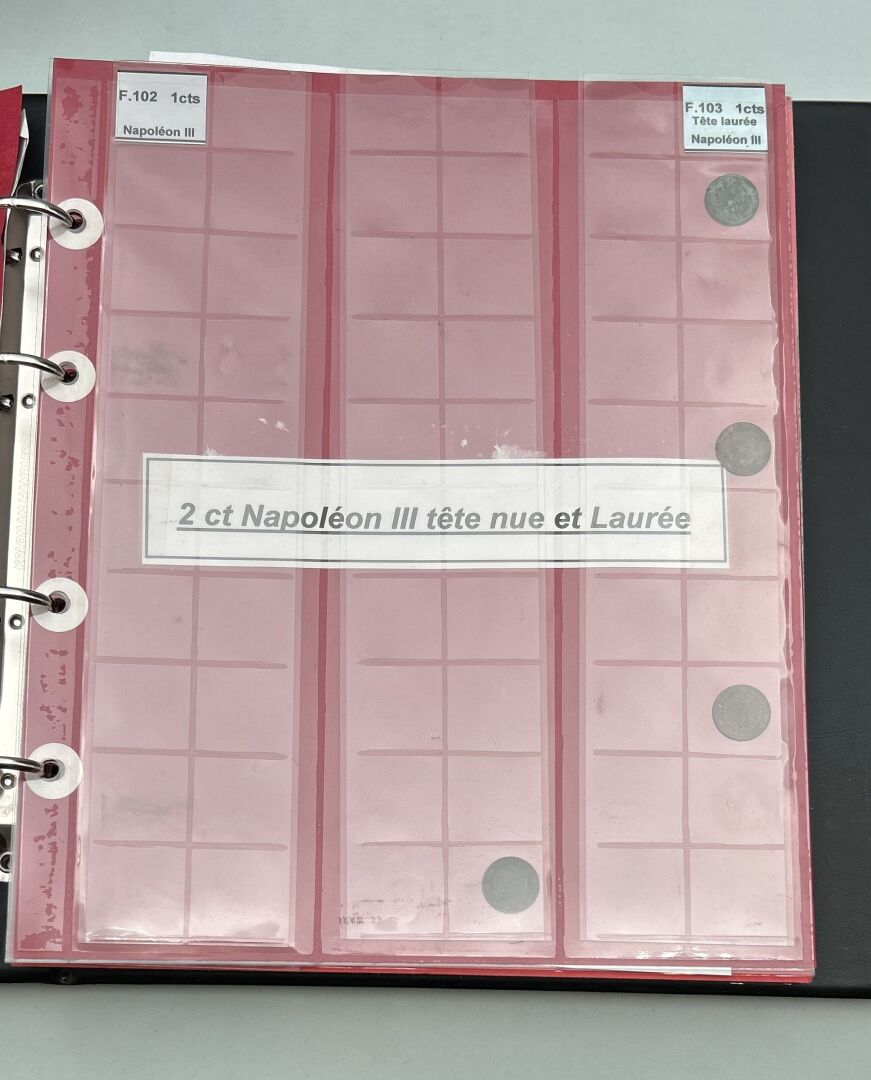 F.102 1cts
Napoléon III
F.103 1cts
Tête laurée
Napoléon III
2 ct Napoléon III tête nue et Laurée